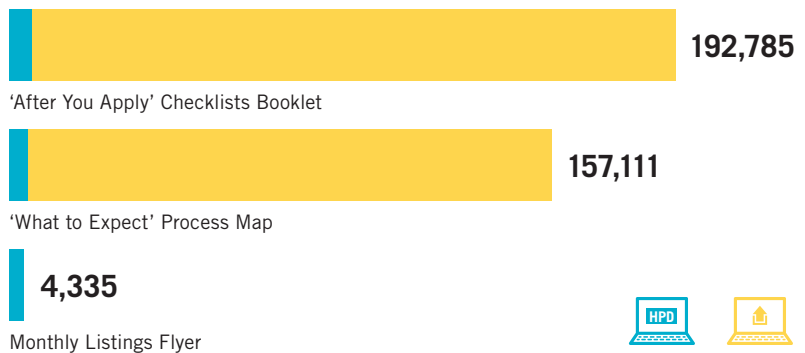 192,785
‘After You Apply’ Checklists Booklet
157,111
‘What to Expect’ Process Map
4,335
Monthly Listings Flyer
HPD